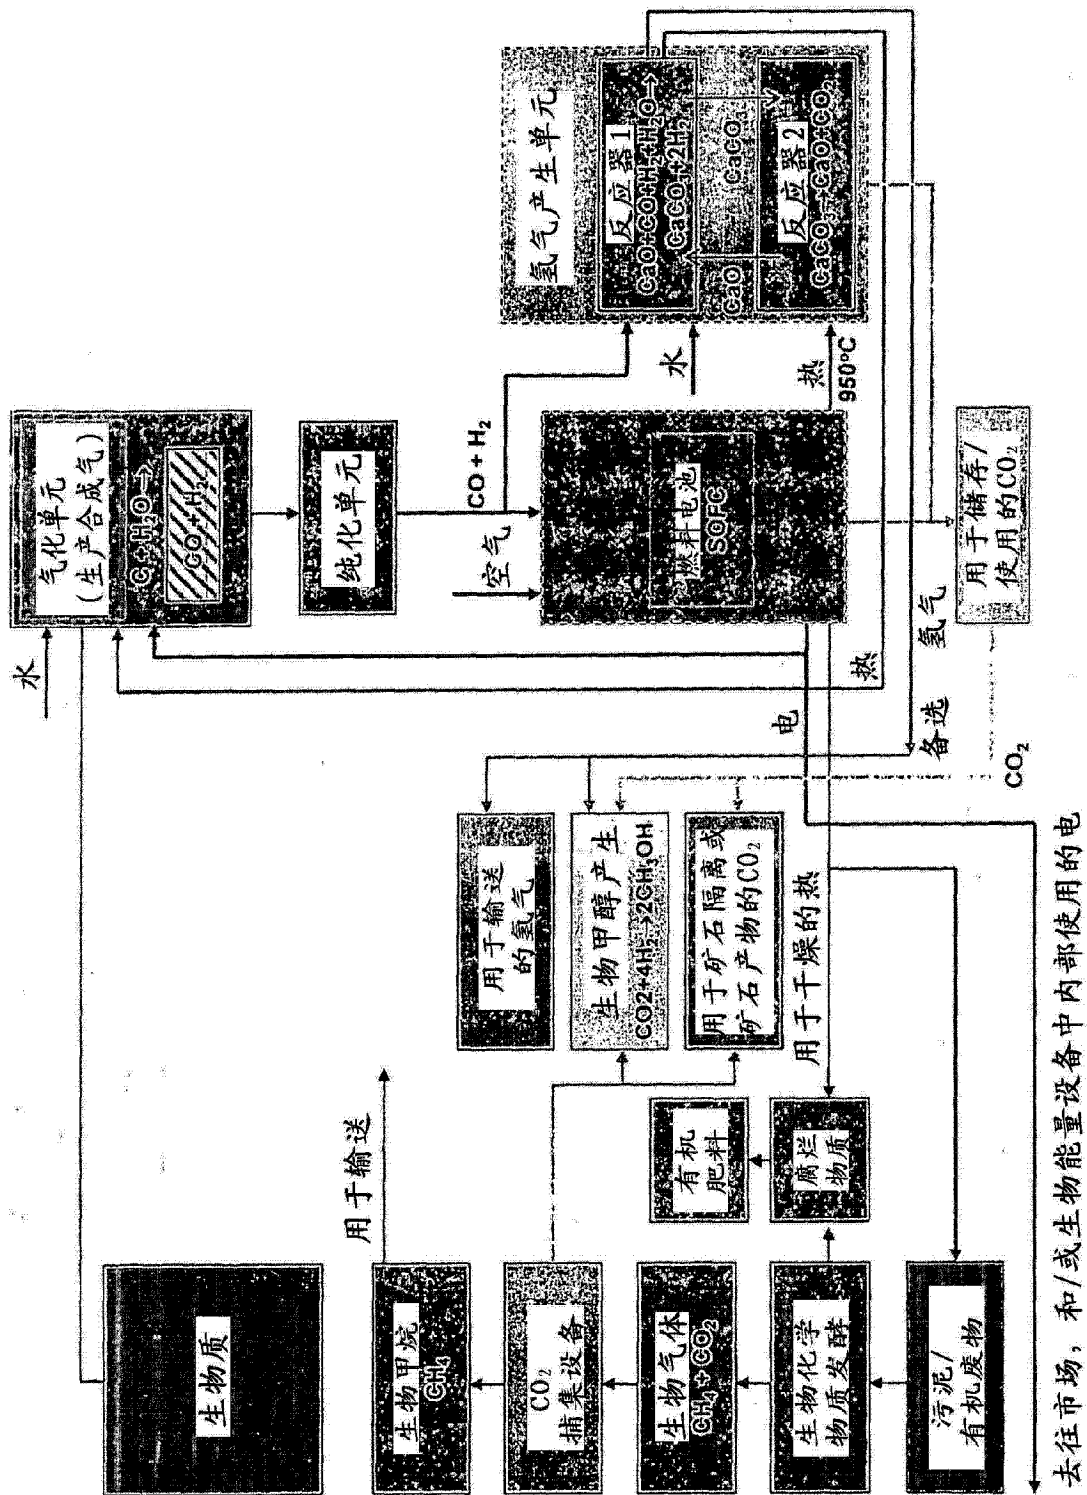 生物质
水
气化单元
(生产合成气)
C+H₂O→
CO+H₂
纯化单元
用于输送
生物甲烷
CH₄
CO₂
捕集设备
生物气体
CH₄+CO₂
生物化学
物质发酵
污泥/
有机废物
有机
肥料
腐烂
物质
用于输送
的氢气
生物甲醇产生
CO2+4H₂→2CH₃OH
用于矿石隔离或
矿石产物的CO₂
用于干燥的热
空气
CO + H₂
燃料电池
SOFC
电
热
备选
氢气
CO₂
用于储存/
使用的CO₂
氢气产生单元
反应器1
CaO+CO+H₂+H₂O→
CaCO₃+2H₂
水
CaO
CaCO₃
反应器2
CaCO₃→CaO+CO₂
热
950°C
去往市场，和/或生物能量设备中内部使用的电